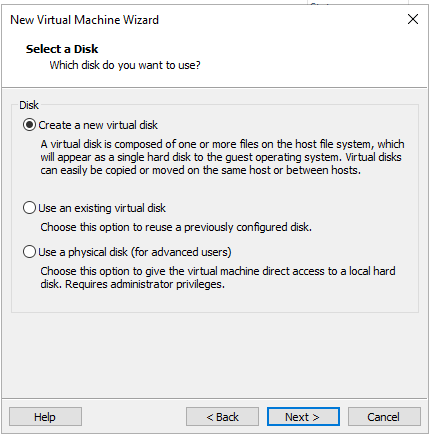 New Virtual Machine Wizard
Select a Disk
Which disk do you want to use?
Disk
Create a new virtual disk
A virtual disk is composed of one or more files on the host file system, which
will appear as a single hard disk to the guest operating system. Virtual disks
can easily be copied or moved on the same host or between hosts.
Use an existing virtual disk
Choose this option to reuse a previously configured disk.
Use a physical disk (for advanced users)
Choose this option to give the virtual machine direct access to a local hard
disk. Requires administrator privileges.
Help
< Back
Next >
Cancel